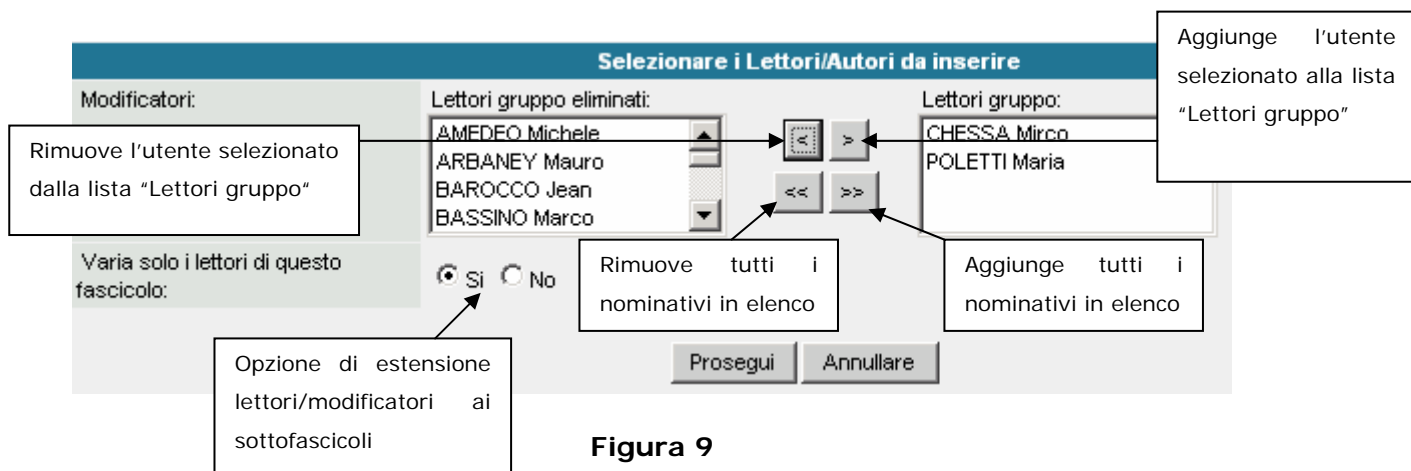 Selezionare i Lettori/Autori da inserire
Aggiunge l'utente
selezionato alla lista
"Lettori gruppo"
Modificatori:
Lettori gruppo eliminati:
Lettori gruppo:
Rimuove l'utente selezionato
dalla lista "Lettori gruppo"
AMEDEO Michele
ARBANEY Mauro
BAROCCO Jean
BASSINO Marco
<
>
<<
>>
CHESSA Mirco
POLETTI Maria
Varia solo i lettori di questo
fascicolo:
Si
No
Rimuove tutti i
nominativi in elenco
Aggiunge tutti i
nominativi in elenco
Opzione di estensione
lettori/modificatori ai
sottofascicoli
Prosegui
Annullare
Figura 9